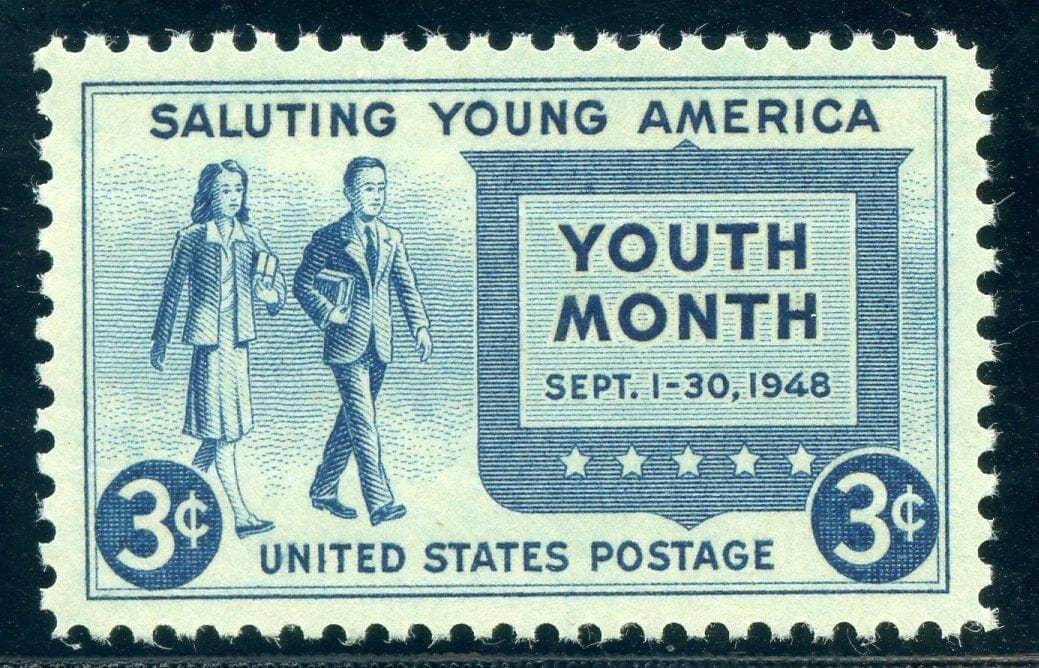 SALUTING YOUNG AMERICA
YOUTH
MONTH
SEPT. 1-30, 1948
3¢
3¢
UNITED STATES POSTAGE